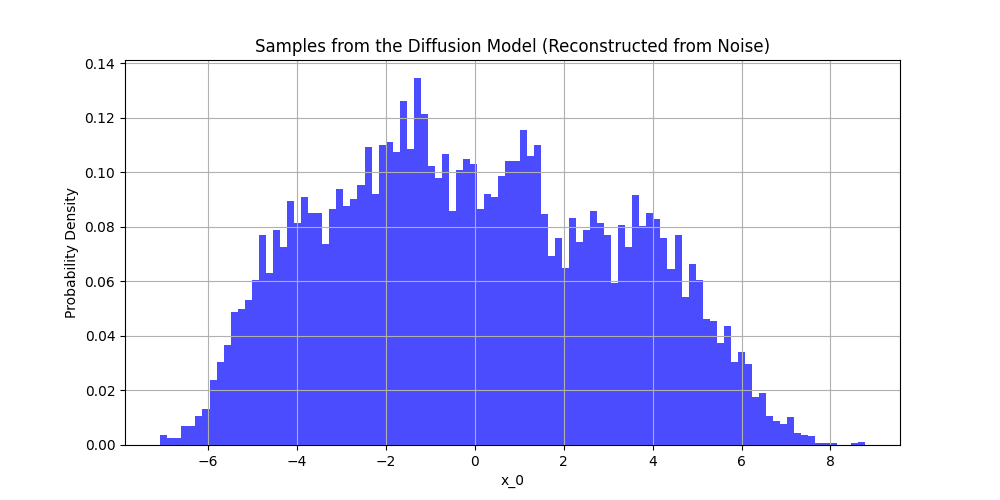 Samples from the Diffusion Model (Reconstructed from Noise)
Probability Density
0.14
0.12
0.10
0.08
0.06
0.04
0.02
0.00
−6 −4 −2 0 2 4 6 8
x_0